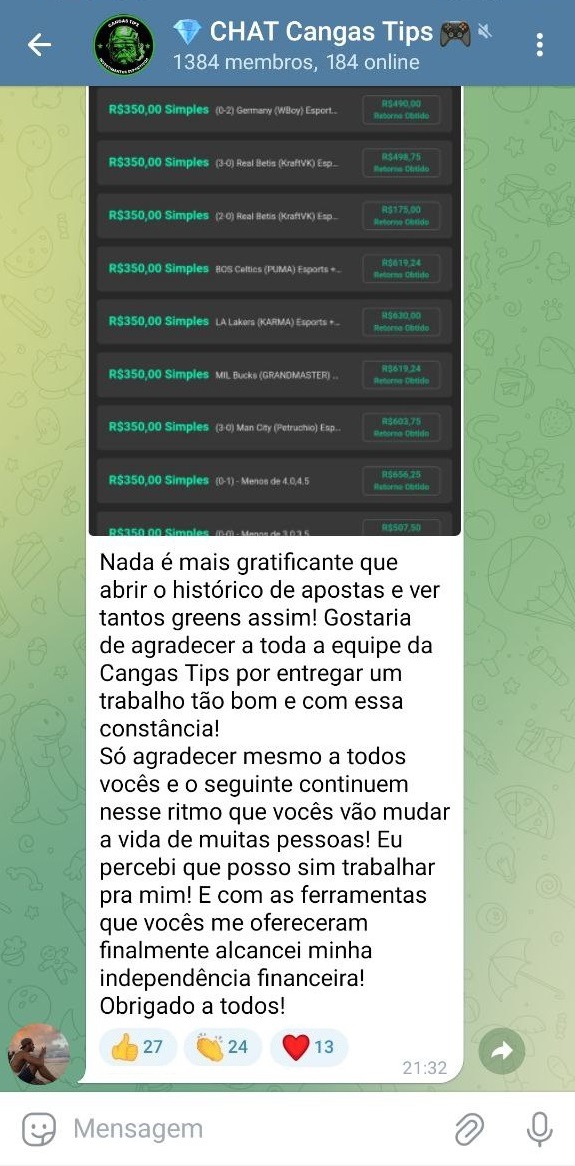 CANGAS TIPS
💎 CHAT Cangas Tips 🎮
1384 membros, 184 online
R$350,00 Simples (0-2) Germany (WBoy) Esport... R$490,00
Retorno Obtido
R$350,00 Simples (3-0) Real Betis (KraftVK) Esp... R$498,75
Retorno Obtido
R$350,00 Simples (2-0) Real Betis (KraftVK) Esp... R$175,00
Retorno Obtido
R$350,00 Simples BOS Celtics (PUMA) Esports +... R$619,24
Retorno Obtido
R$350,00 Simples LA Lakers (KARMA) Esports +... R$630,00
Retorno Obtido
R$350,00 Simples MIL Bucks (GRANDMASTER) ... R$619,24
Retorno Obtido
R$350,00 Simples (3-0) Man City (Petruchio) Esp... R$603,75
Retorno Obtido
R$350,00 Simples (0-1) - Menos de 4.0,4.5 R$656,25
Retorno Obtido
R$350,00 Simples (0-0) - Menos de 3.0,3.5 R$507,50
Nada é mais gratificante que
abrir o histórico de apostas e ver
tantos greens assim! Gostaria
de agradecer a toda a equipe da
Cangas Tips por entregar um
trabalho tão bom e com essa
constância!
Só agradecer mesmo a todos
vocês e o seguinte continuem
nesse ritmo que vocês vão mudar
a vida de muitas pessoas! Eu
percebi que posso sim trabalhar
pra mim! E com as ferramentas
que vocês me ofereceram
finalmente alcancei minha
independência financeira!
Obrigado a todos!
👍 27 👏 24 ❤️ 13
21:32
Mensagem